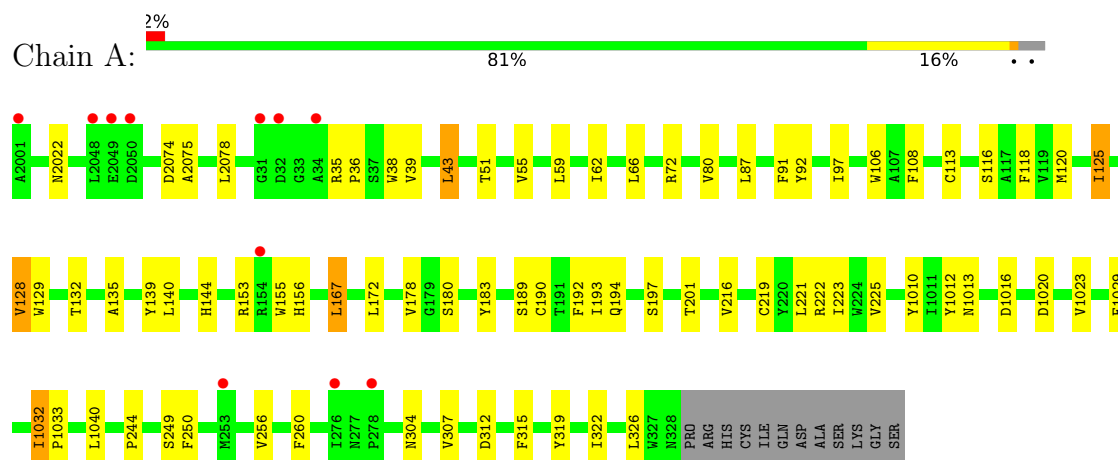 2%
Chain A:
81% 16% • •
A2001 N2022 L2048 E2049 D2050 D2074 A2075 L2078 G31 D32 G33 A34 R35 P36 S37 W38 V39 L43 T51 V55 L59 I62 L66 R72 V80 L87 F91 Y92 I97 W106 A107 F108 C113 S116 A117 F118 V119 M120 I125
V128 W129 T132 A135 Y139 L140 H144 R153 R154 W155 H156 L167 L172 V178 G179 S180 Y183 S189 C190 T191 F192 I193 Q194 S197 T201 V216 C219 Y220 L221 R222 I223 W224 V225 Y1010 I1011 Y1012 N1013 D1016 D1020 V1023
I1032 P1033 L1040 P244 S249 F250 M253 V256 F260 I276 N277 P278 N304 V307 D312 F315 Y319 I322 L326 W327 N328 PRO ARG HIS CYS ILE GLN ASP ALA SER LYS GLY SER